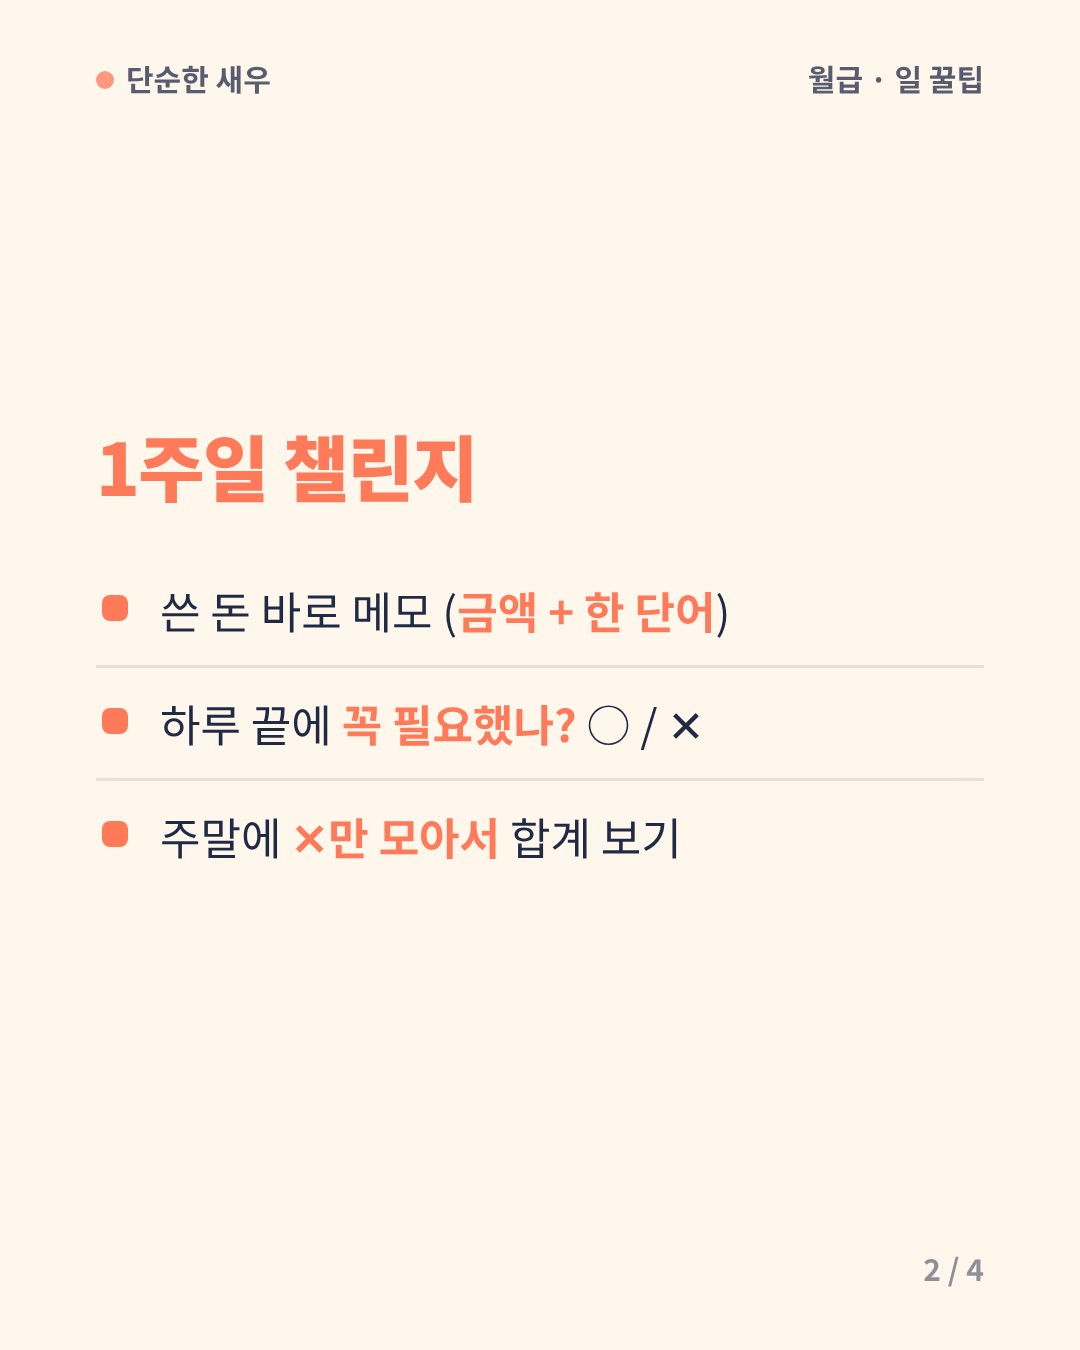 단순한 새우
월급 · 일 꿀팁
1주일 챌린지
쓴 돈 바로 메모 (금액 + 한 단어)
하루 끝에 꼭 필요했나? ◯ / ✕
주말에 ✕만 모아서 합계 보기
2 / 4